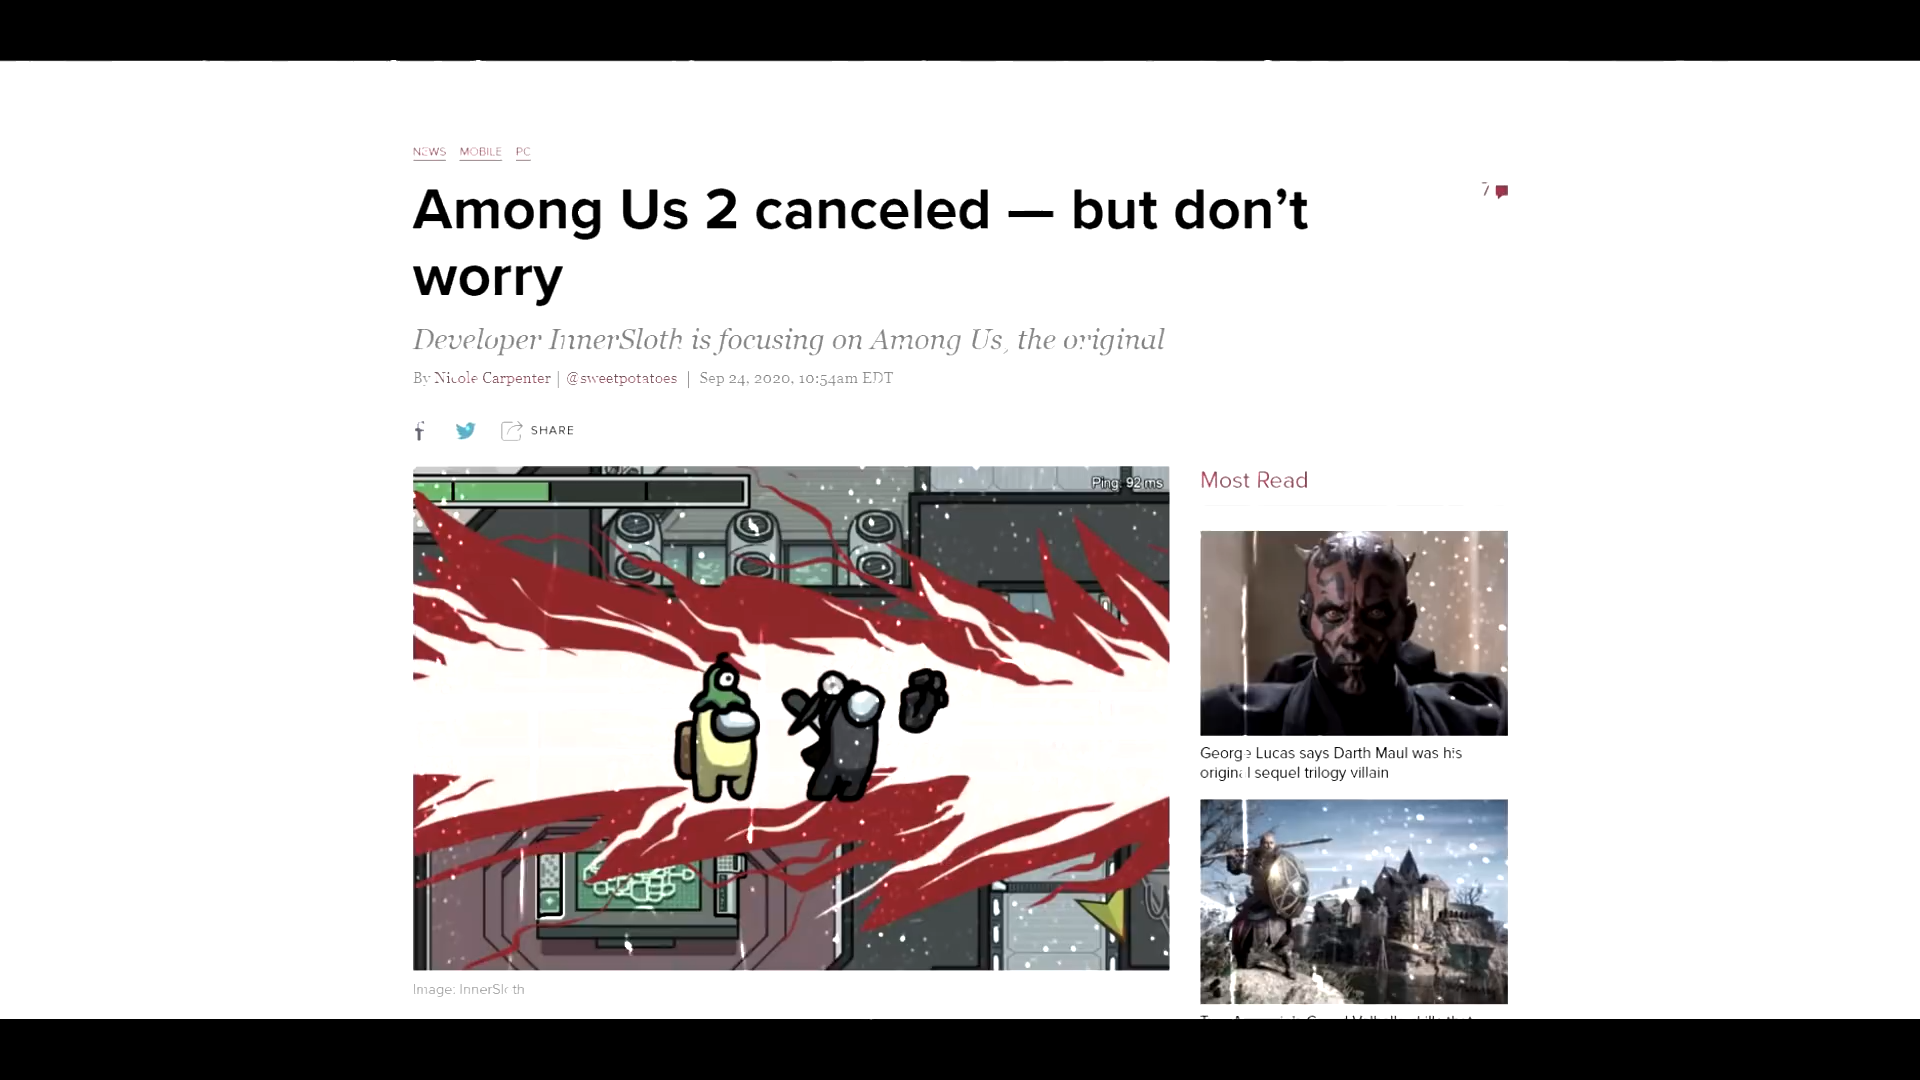 NEWS MOBILE PC
Among Us 2 canceled — but don’t
worry
7
Developer InnerSloth is focusing on Among Us, the original
By Nicole Carpenter | @sweetpotatoes | Sep 24, 2020, 10:54am EDT
SHARE
Ping: 92 ms
Image: InnerSloth
Most Read
George Lucas says Darth Maul was his
original sequel trilogy villain